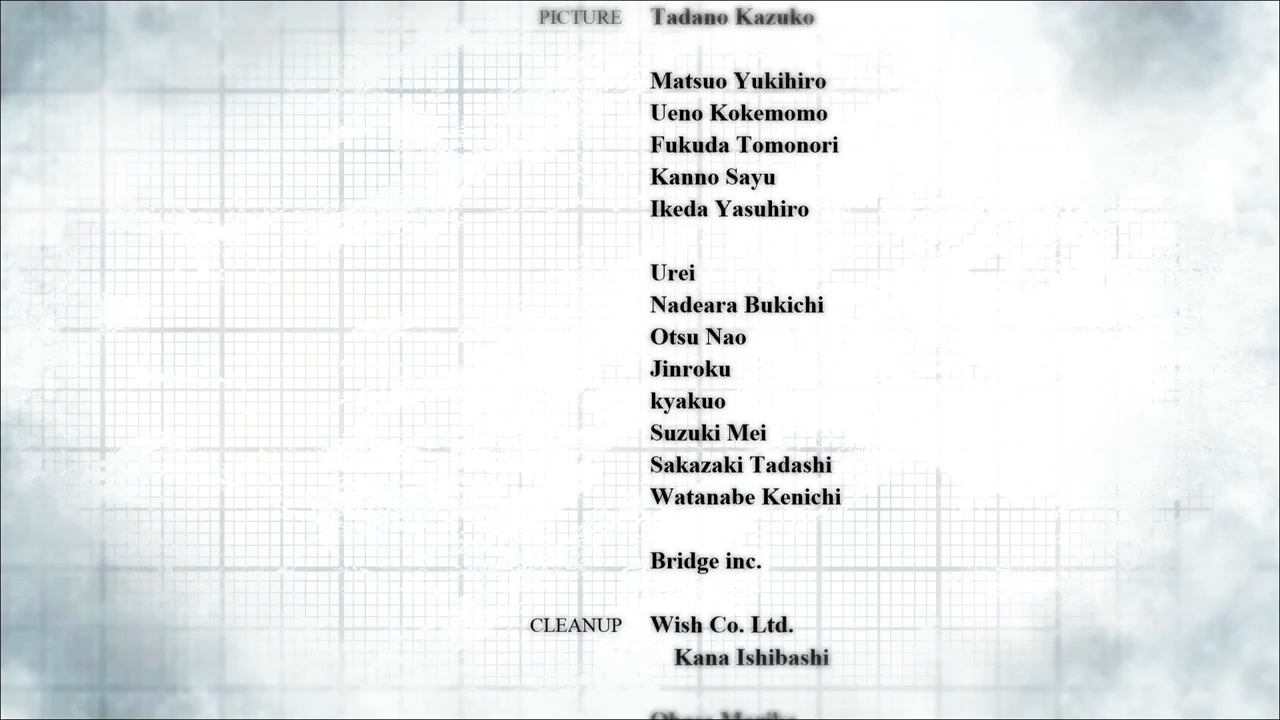 PICTURE Tadano Kazuko
Matsuo Yukihiro
Ueno Kokemomo
Fukuda Tomonori
Kanno Sayu
Ikeda Yasuhiro
Urei
Nadeara Bukichi
Otsu Nao
Jinroku
kyakuo
Suzuki Mei
Sakazaki Tadashi
Watanabe Kenichi
Bridge inc.
CLEANUP Wish Co. Ltd.
Kana Ishibashi